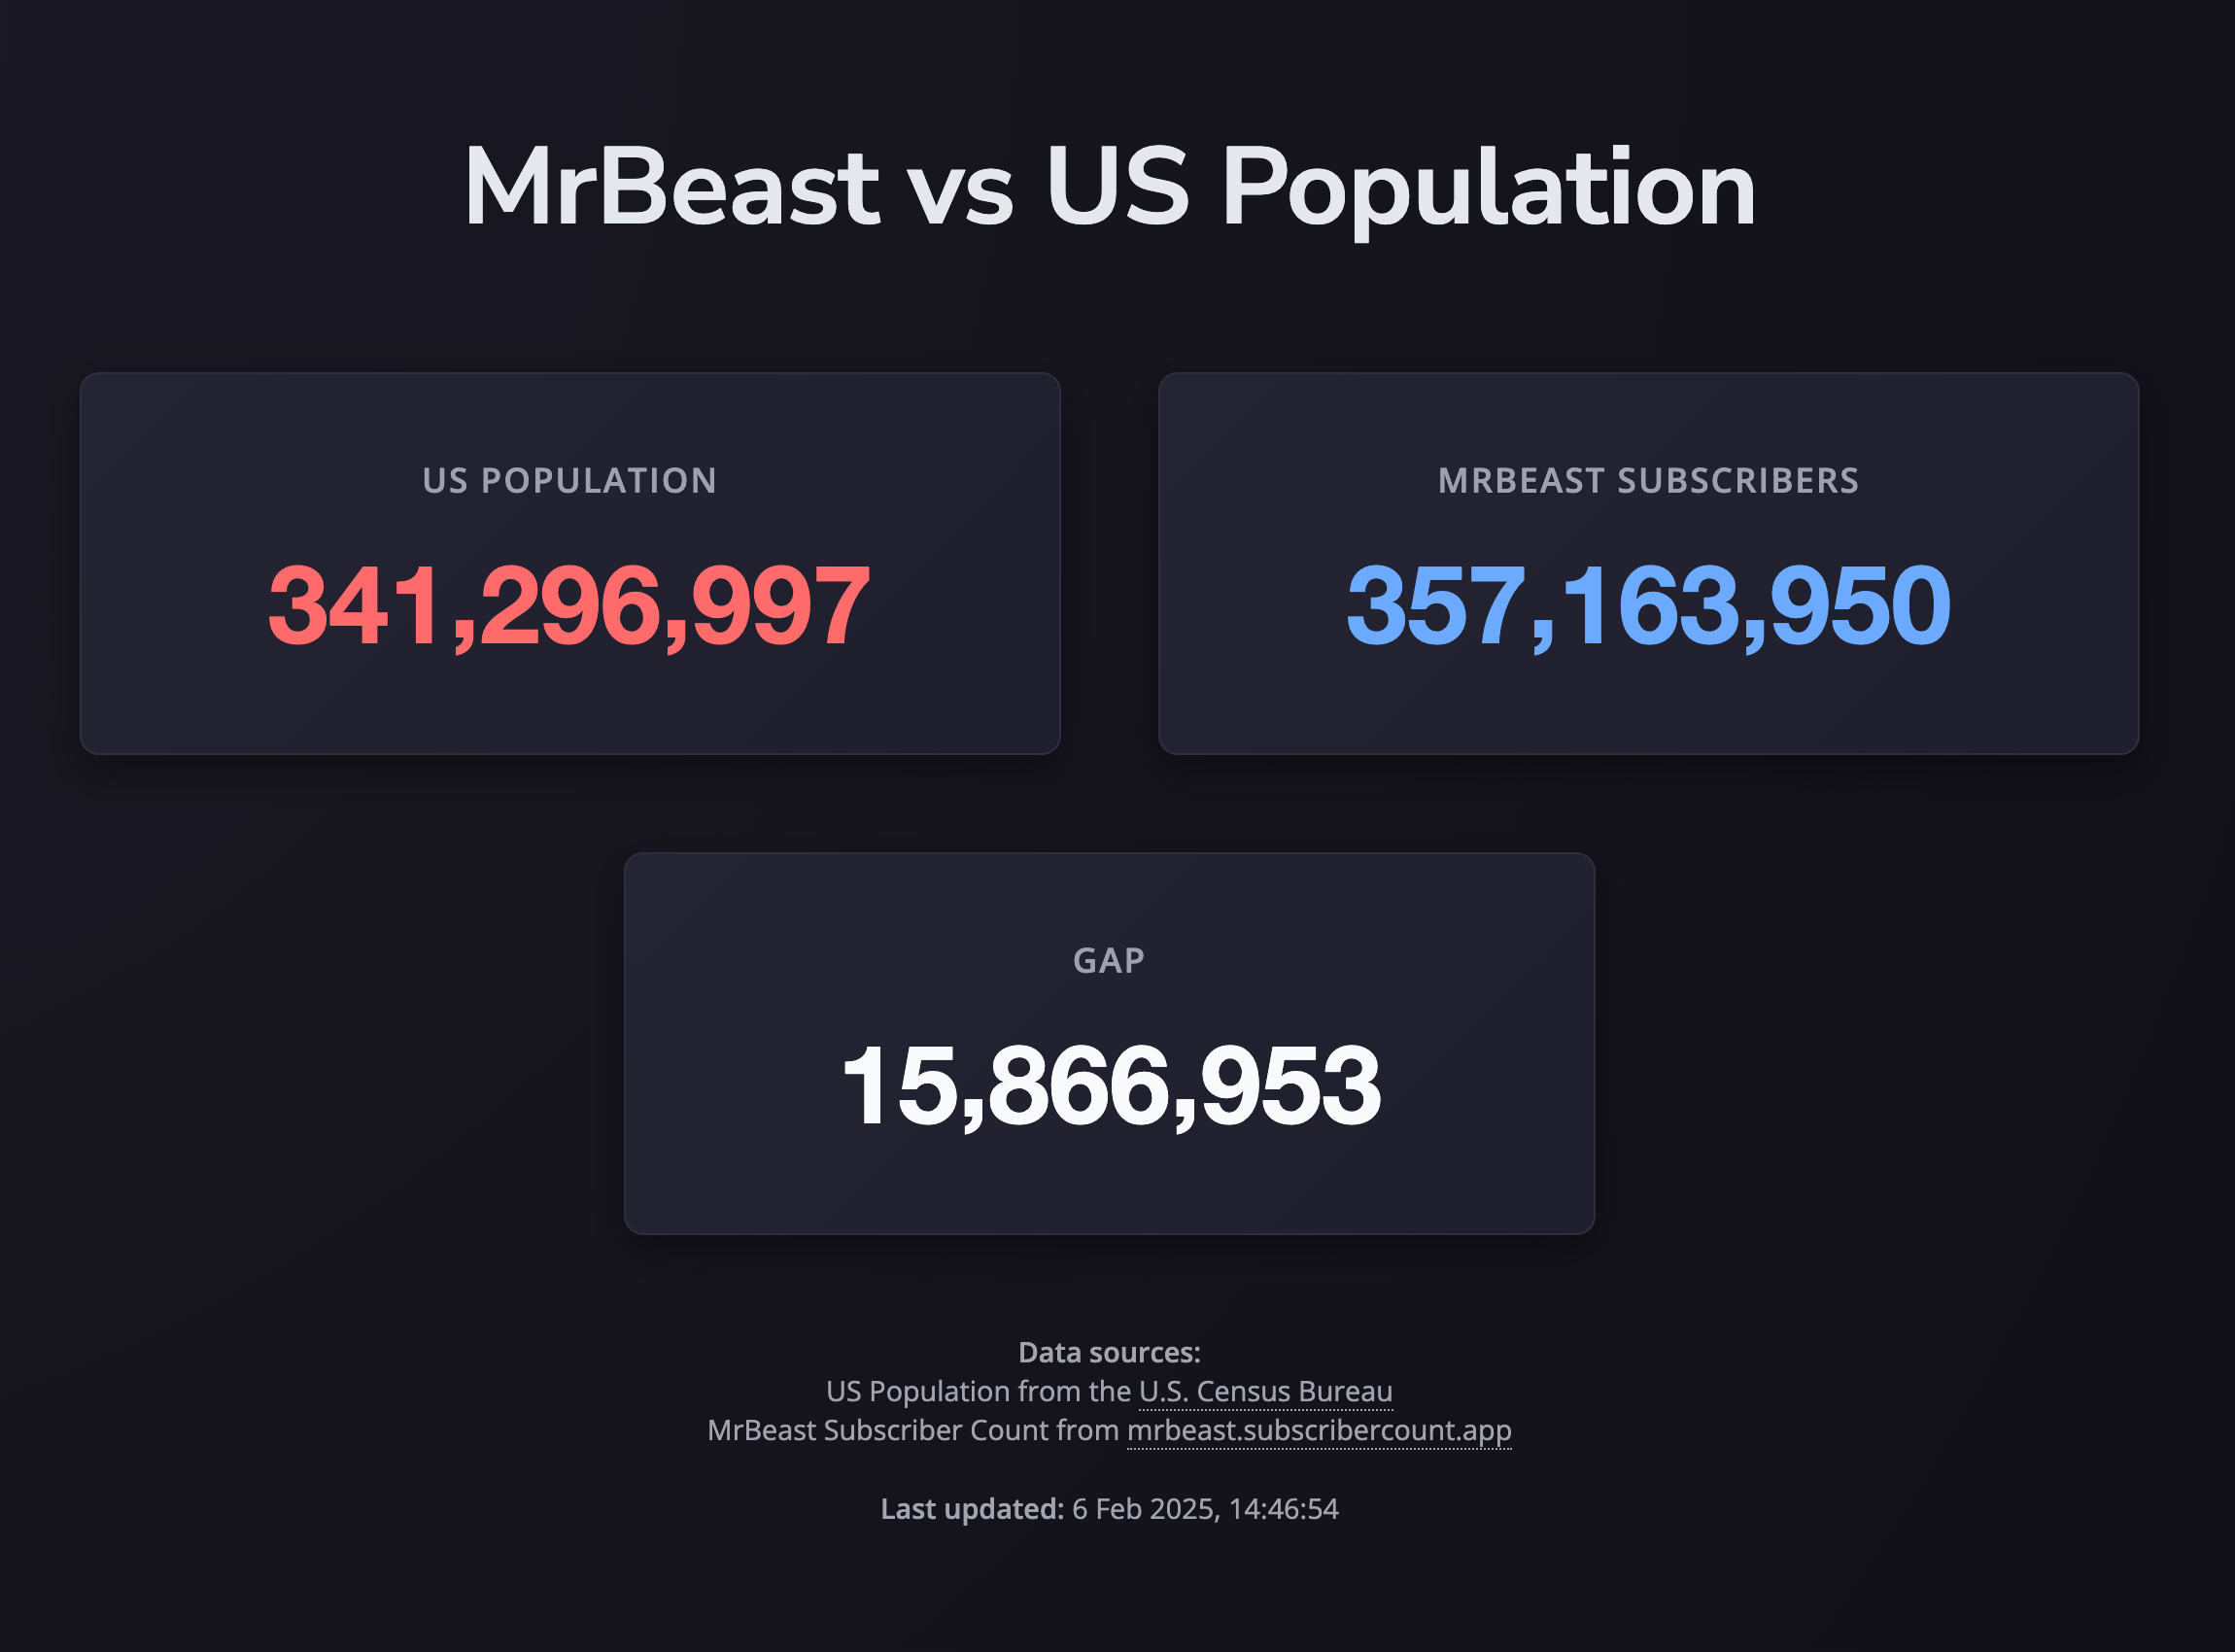 MrBeast vs US Population
US POPULATION
341,296,997
MRBEAST SUBSCRIBERS
357,163,950
GAP
15,866,953
Data sources:
US Population from the U.S. Census Bureau
MrBeast Subscriber Count from mrbeast.subscribercount.app
Last updated: 6 Feb 2025, 14:46:54